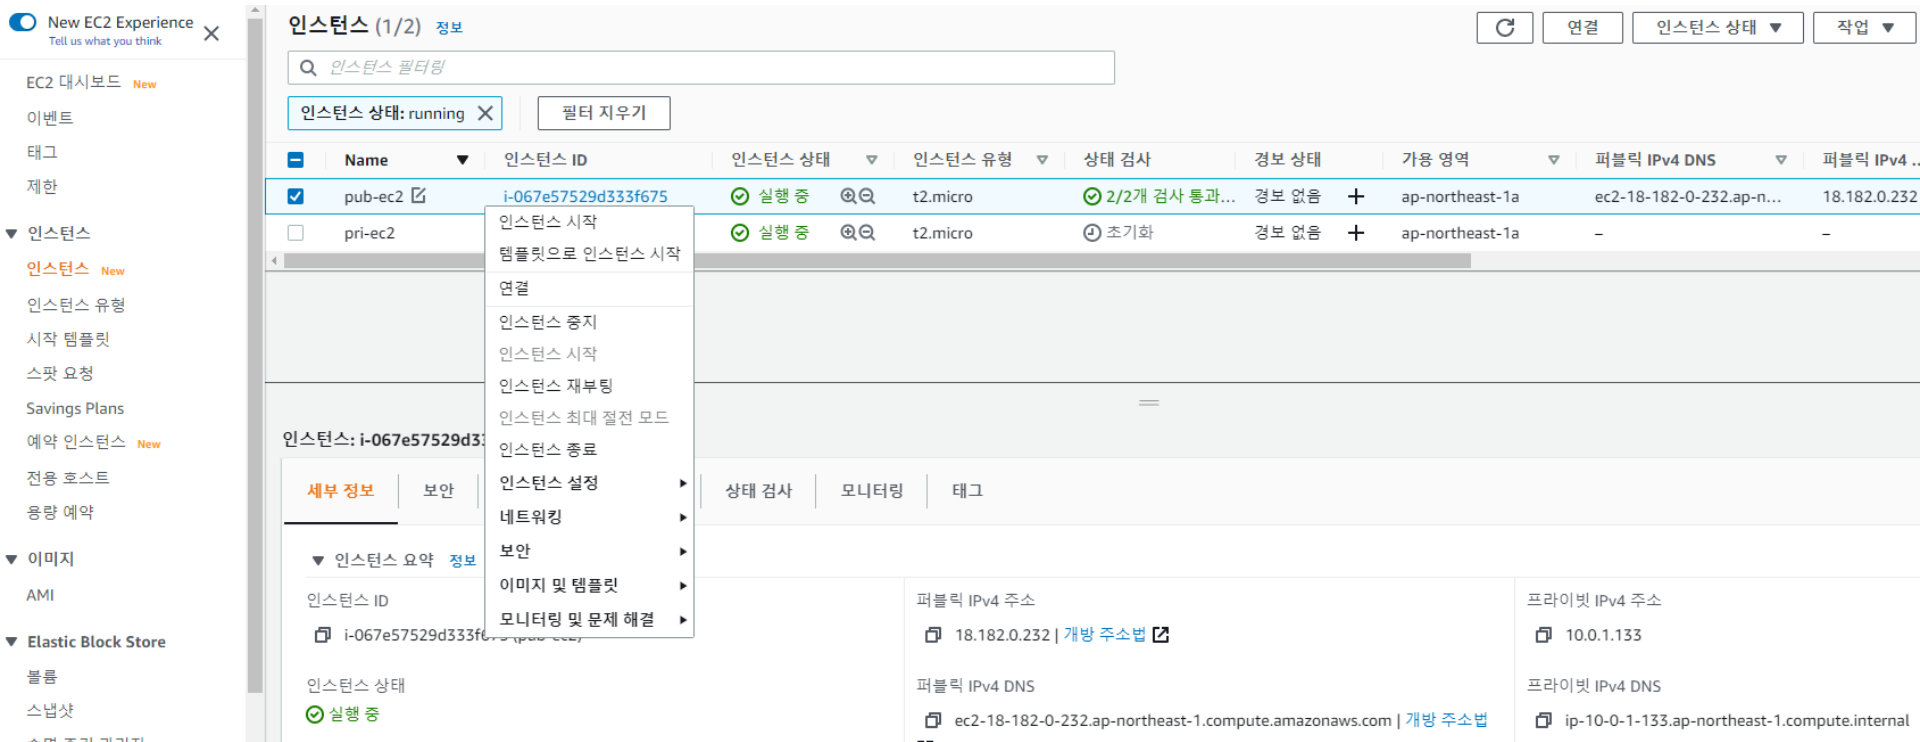 New EC2 Experience
Tell us what you think
EC2 대시보드 New
이벤트
태그
제한
인스턴스
인스턴스 New
인스턴스 유형
시작 템플릿
스팟 요청
Savings Plans
예약 인스턴스 New
전용 호스트
용량 예약
이미지
AMI
Elastic Block Store
볼륨
스냅샷
인스턴스 (1/2) 정보
연결
인스턴스 상태
작업
인스턴스 필터링
인스턴스 상태: running
필터 지우기
Name 인스턴스 ID 인스턴스 상태 인스턴스 유형 상태 검사 경보 상태 가용 영역 퍼블릭 IPv4 DNS 퍼블릭 IPv4 ...
pub-ec2 i-067e57529d333f675 실행 중 t2.micro 2/2개 검사 통과... 경보 없음 + ap-northeast-1a ec2-18-182-0-232.ap-n... 18.182.0.232
pri-ec2 실행 중 t2.micro 초기화 경보 없음 + ap-northeast-1a – –
인스턴스 시작
템플릿으로 인스턴스 시작
연결
인스턴스 중지
인스턴스 시작
인스턴스 재부팅
인스턴스 최대 절전 모드
인스턴스 종료
인스턴스 설정
네트워킹
보안
이미지 및 템플릿
모니터링 및 문제 해결
인스턴스: i-067e57529d3
세부 정보 보안 상태 검사 모니터링 태그
인스턴스 요약 정보
인스턴스 ID
i-067e57529d333f675 (pub-ec2)
퍼블릭 IPv4 주소
18.182.0.232 | 개방 주소법
프라이빗 IPv4 주소
10.0.1.133
인스턴스 상태
실행 중
퍼블릭 IPv4 DNS
ec2-18-182-0-232.ap-northeast-1.compute.amazonaws.com | 개방 주소법
프라이빗 IPv4 DNS
ip-10-0-1-133.ap-northeast-1.compute.internal